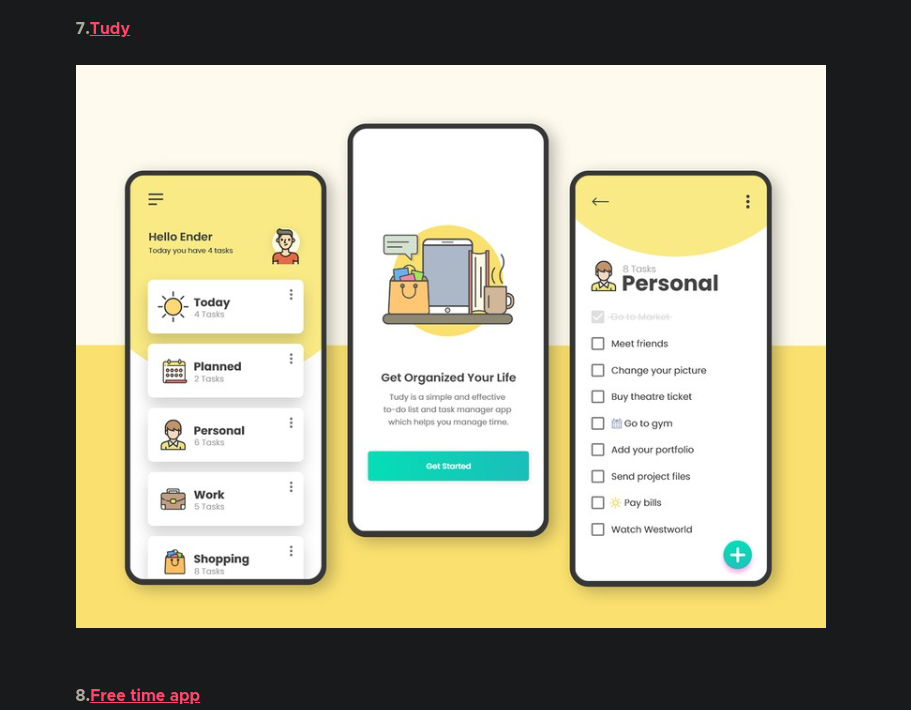 7.Tudy
Hello Ender
Today you have 4 tasks
Today
4 Tasks
Planned
2 Tasks
Personal
6 Tasks
Work
5 Tasks
Shopping
8 Tasks
Get Organized Your Life
Tudy is a simple and effective
to-do list and task manager app
which helps you manage time.
Get Started
8 Tasks
Personal
Go to Market
Meet friends
Change your picture
Buy theatre ticket
Go to gym
Add your portfolio
Send project files
Pay bills
Watch Westworld
8.Free time app